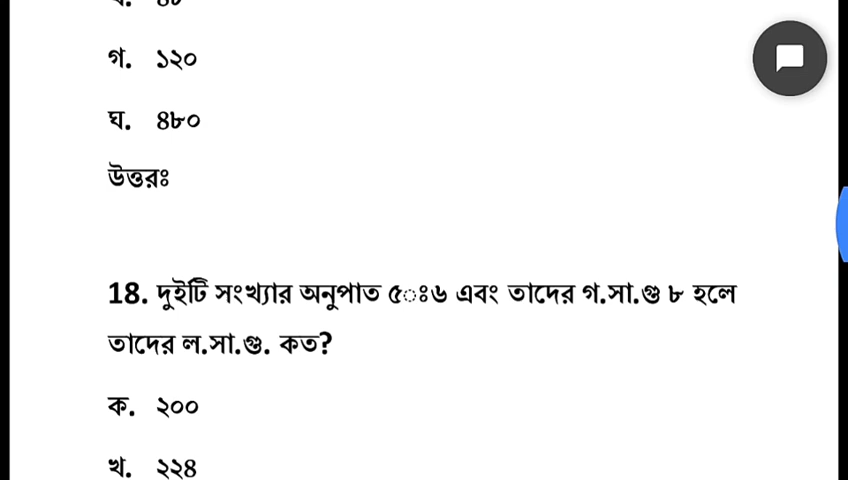 গ. ১২০
ঘ. ৪৮০
উত্তরঃ
18. দুইটি সংখ্যার অনুপাত ৫ঃ৬ এবং তাদের গ.সা.গু ৮ হলে
তাদের ল.সা.গু. কত?
ক. ২০০
খ. ২২৪